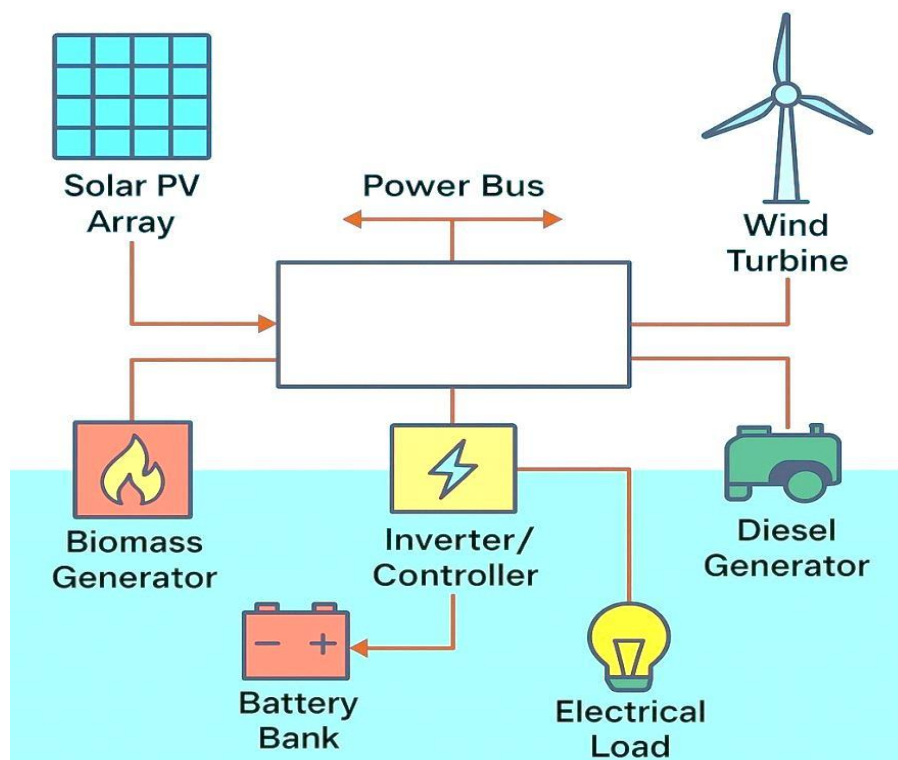 Solar PV
Array
Power Bus
Wind
Turbine
Biomass
Generator
Inverter/
Controller
Diesel
Generator
Battery
Bank
Electrical
Load